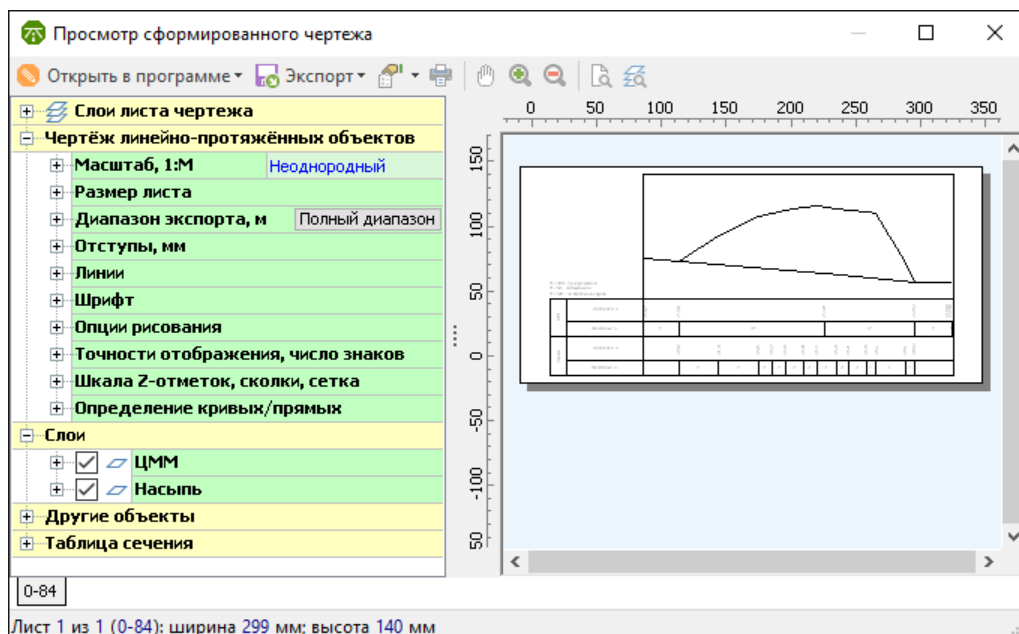 Просмотр сформированного чертежа
Открыть в программе Экспорт
Слои листа чертежа
Чертёж линейно-протяжённых объектов
Масштаб, 1:М Неоднородный
Размер листа
Диапазон экспорта, м Полный диапазон
Отступы, мм
Линии
Шрифт
Опции рисования
Точности отображения, число знаков
Шкала Z-отметок, сколки, сетка
Определение кривых/прямых
Слои
ЦММ
Насыпь
Другие объекты
Таблица сечения
0 50 100 150 200 250 300 350
150
100
50
0
-50
-100
50
0-84
Лист 1 из 1 (0-84): ширина 299 мм; высота 140 мм